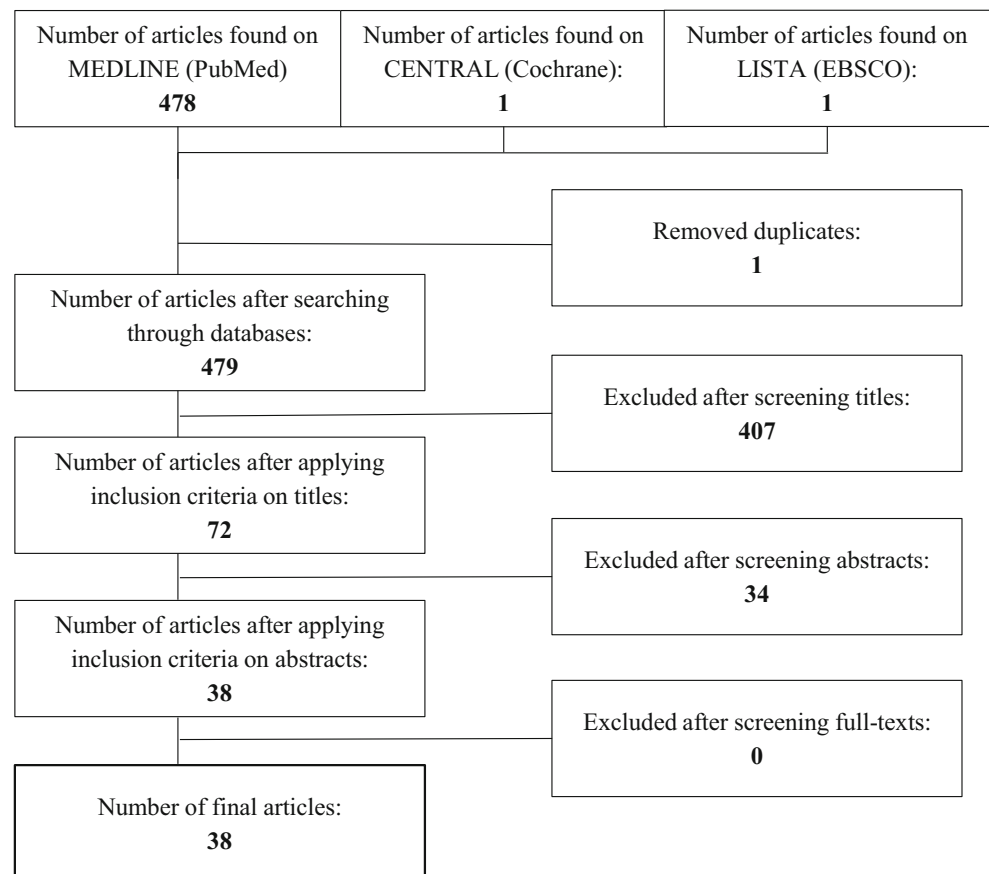 Number of articles found on
MEDLINE (PubMed)
478
Number of articles found on
CENTRAL (Cochrane):
1
Number of articles found on
LISTA (EBSCO):
1
Removed duplicates:
1
Number of articles after searching
through databases:
479
Excluded after screening titles:
407
Number of articles after applying
inclusion criteria on titles:
72
Excluded after screening abstracts:
34
Number of articles after applying
inclusion criteria on abstracts:
38
Excluded after screening full-texts:
0
Number of final articles:
38